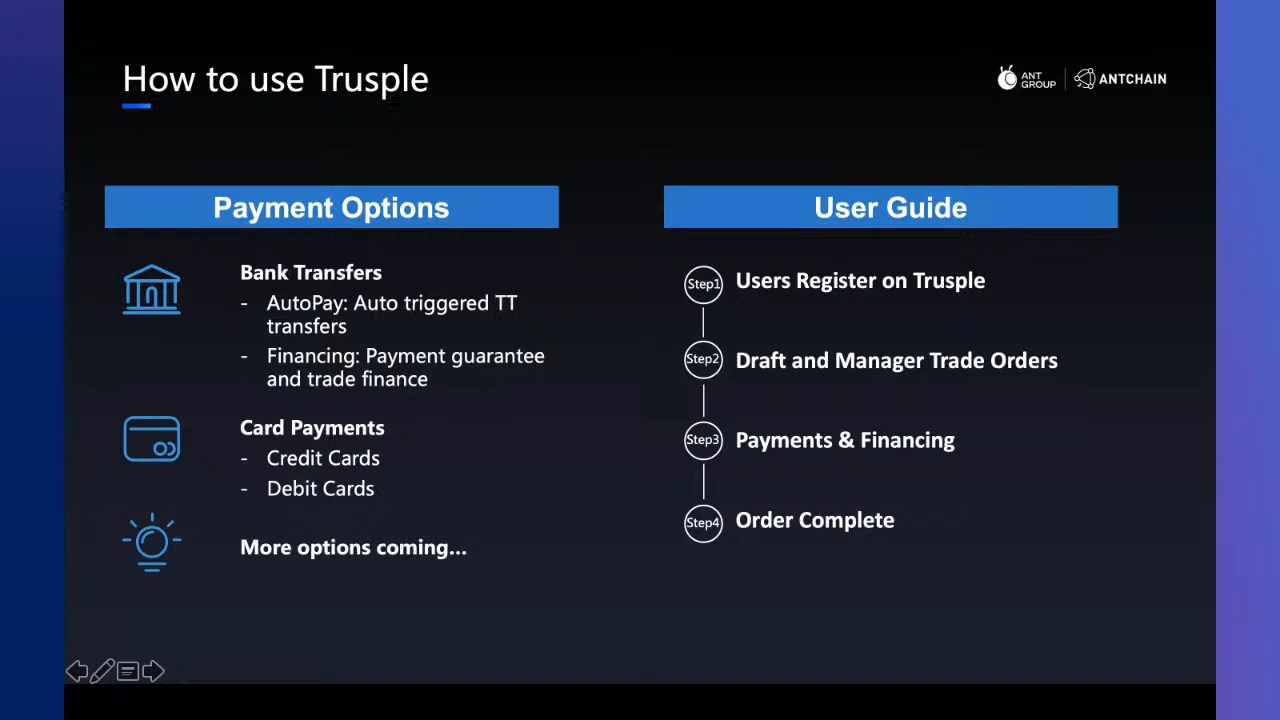 How to use Trusple
ANT
GROUP
ANTCHAIN
Payment Options
Bank Transfers
- AutoPay: Auto triggered TT
transfers
- Financing: Payment guarantee
and trade finance
Card Payments
- Credit Cards
- Debit Cards
More options coming...
User Guide
Step1 Users Register on Trusple
Step2 Draft and Manager Trade Orders
Step3 Payments & Financing
Step4 Order Complete